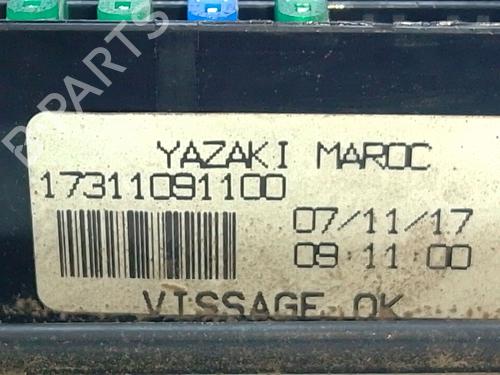 B-PARTS
YAZAKI MAROC
17311091100
07/11/17
09 11 00
VISSAGE OK